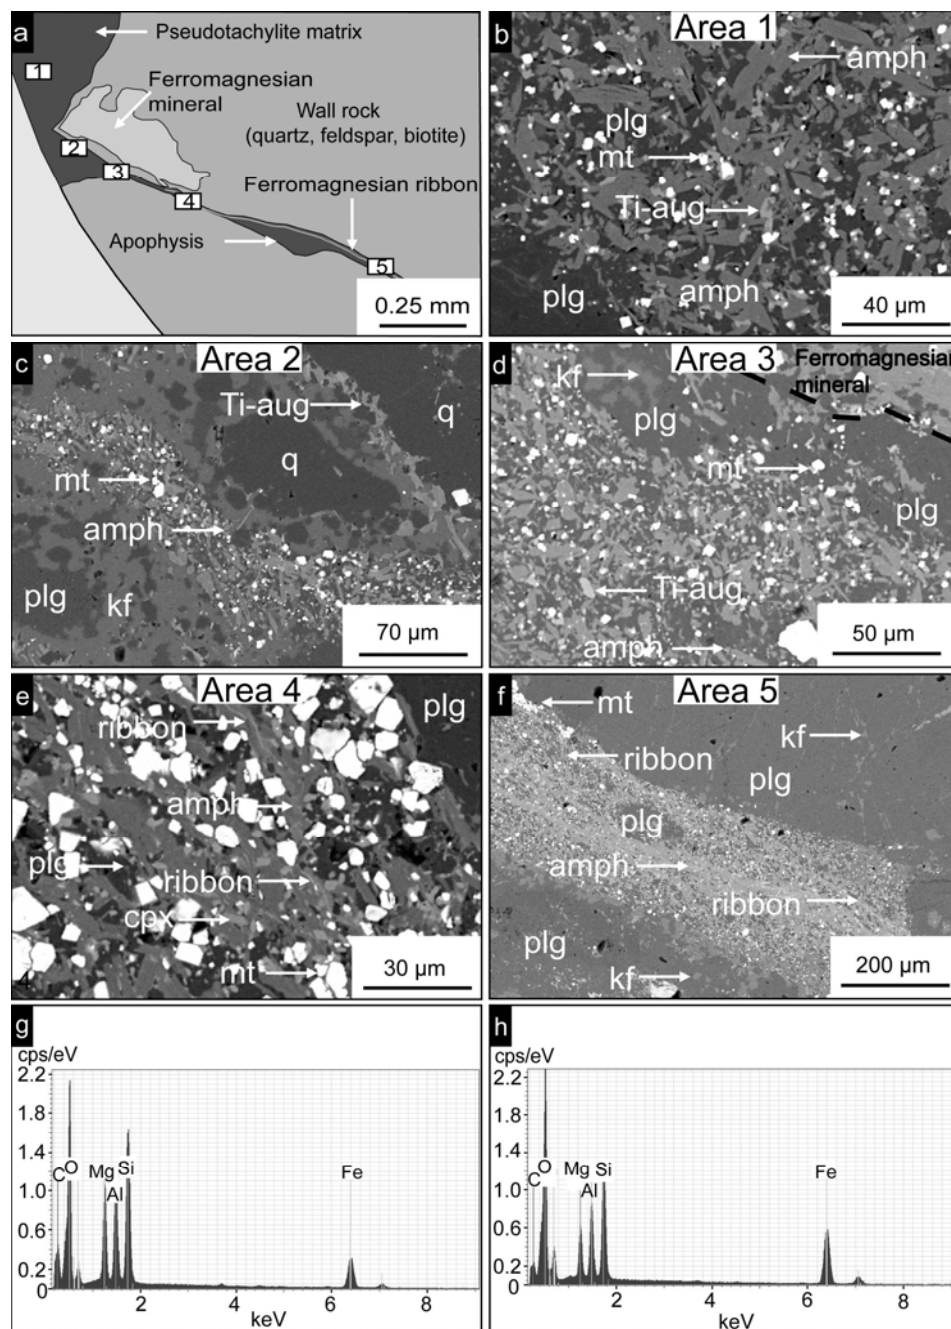 a
Pseudotachylite matrix
1
Ferromagnesian
mineral
Wall rock
(quartz, feldspar, biotite)
2
3
Ferromagnesian ribbon
4
Apophysis
5
0.25 mm
b
Area 1
amph
plg
mt
Ti-aug
plg
amph
40 µm
c
Area 2
Ti-aug
q
q
mt
amph
plg
kf
70 µm
d
Area 3
Ferromagnesian
mineral
kf
plg
mt
plg
Ti-aug
amph
50 µm
e
Area 4
plg
ribbon
amph
plg
ribbon
cpx
mt
30 µm
f
Area 5
mt
kf
ribbon
plg
plg
amph
ribbon
plg
kf
200 µm
g
cps/eV
2.2
1.8
1.4
1.0
0.6
0.2
0
C
O
Mg
Al
Si
Fe
2
4
6
8
keV
h
cps/eV
2.2
1.8
1.4
1.0
0.6
0.2
0
C
O
Mg
Al
Si
Fe
2
4
6
8
keV